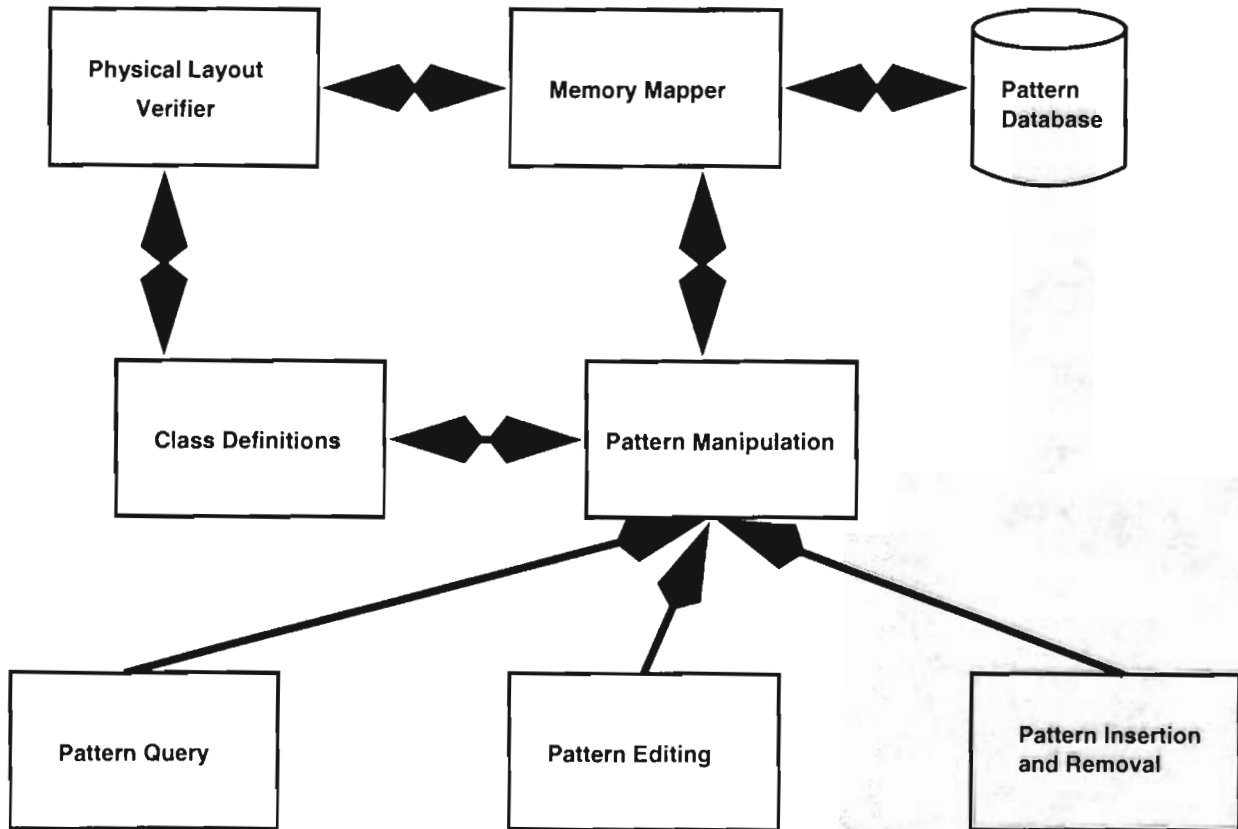 Physical Layout
Verifier
Memory Mapper
Pattern
Database
Class Definitions
Pattern Manipulation
Pattern Query
Pattern Editing
Pattern Insertion
and Removal